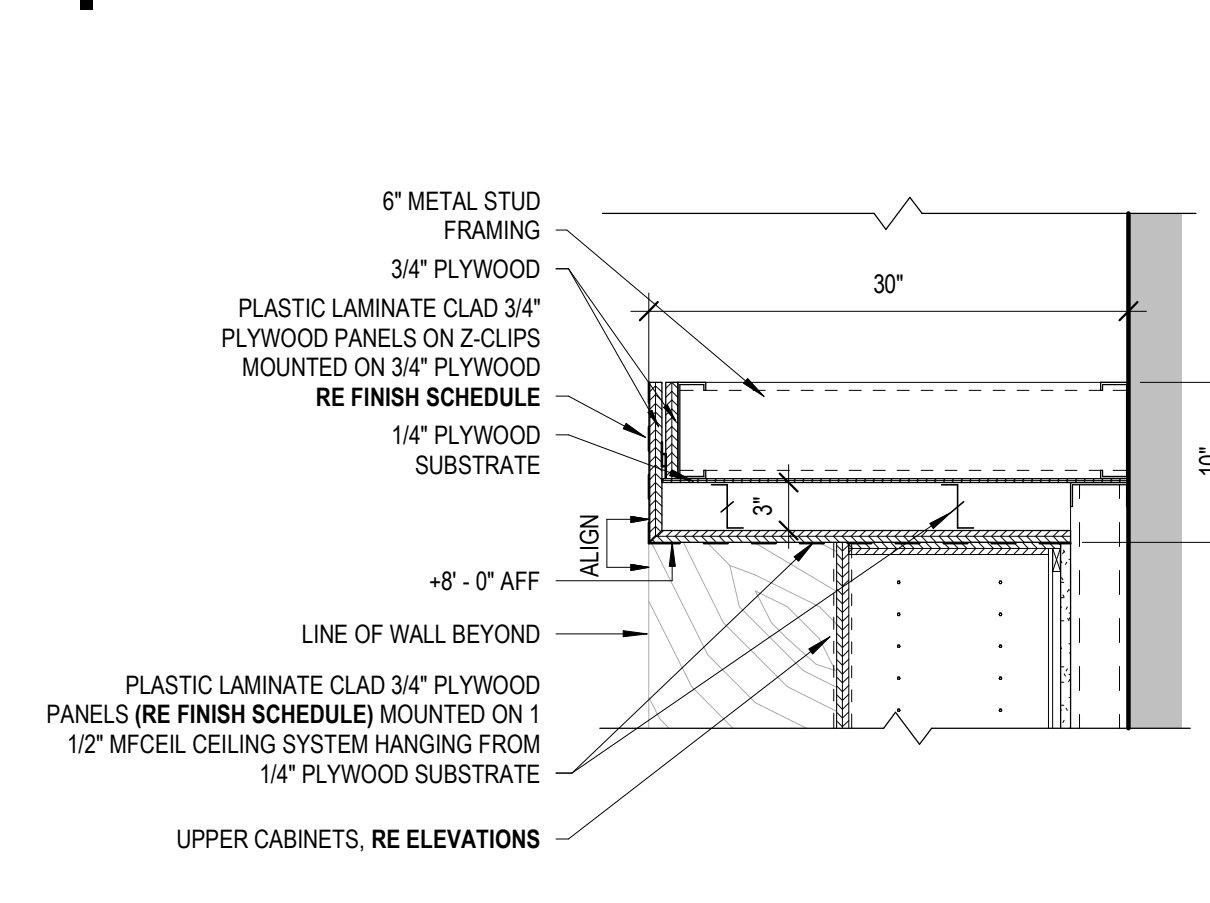 6" METAL STUD
FRAMING
3/4" PLYWOOD
PLASTIC LAMINATE CLAD 3/4"
PLYWOOD PANELS ON Z-CLIPS
MOUNTED ON 3/4" PLYWOOD
RE FINISH SCHEDULE
1/4" PLYWOOD
SUBSTRATE
ALIGN
+8' - 0" AFF
LINE OF WALL BEYOND
PLASTIC LAMINATE CLAD 3/4" PLYWOOD
PANELS (RE FINISH SCHEDULE) MOUNTED ON 1
1/2" MFCEIL CEILING SYSTEM HANGING FROM
1/4" PLYWOOD SUBSTRATE
UPPER CABINETS, RE ELEVATIONS
30"
3"
10"